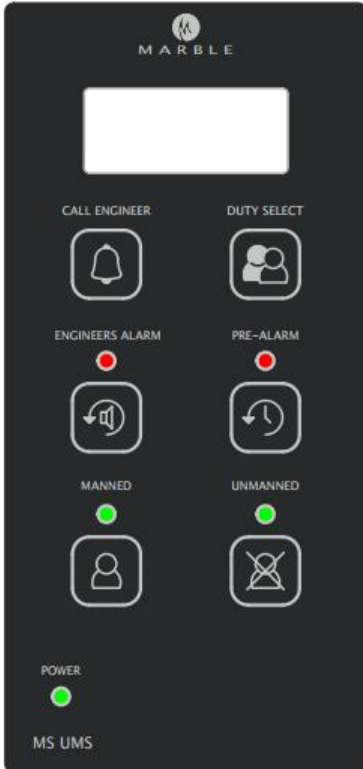 MARBLE
CALL ENGINEER DUTY SELECT
ENGINEERS ALARM PRE-ALARM
MANNED UNMANNED
POWER
MS UMS